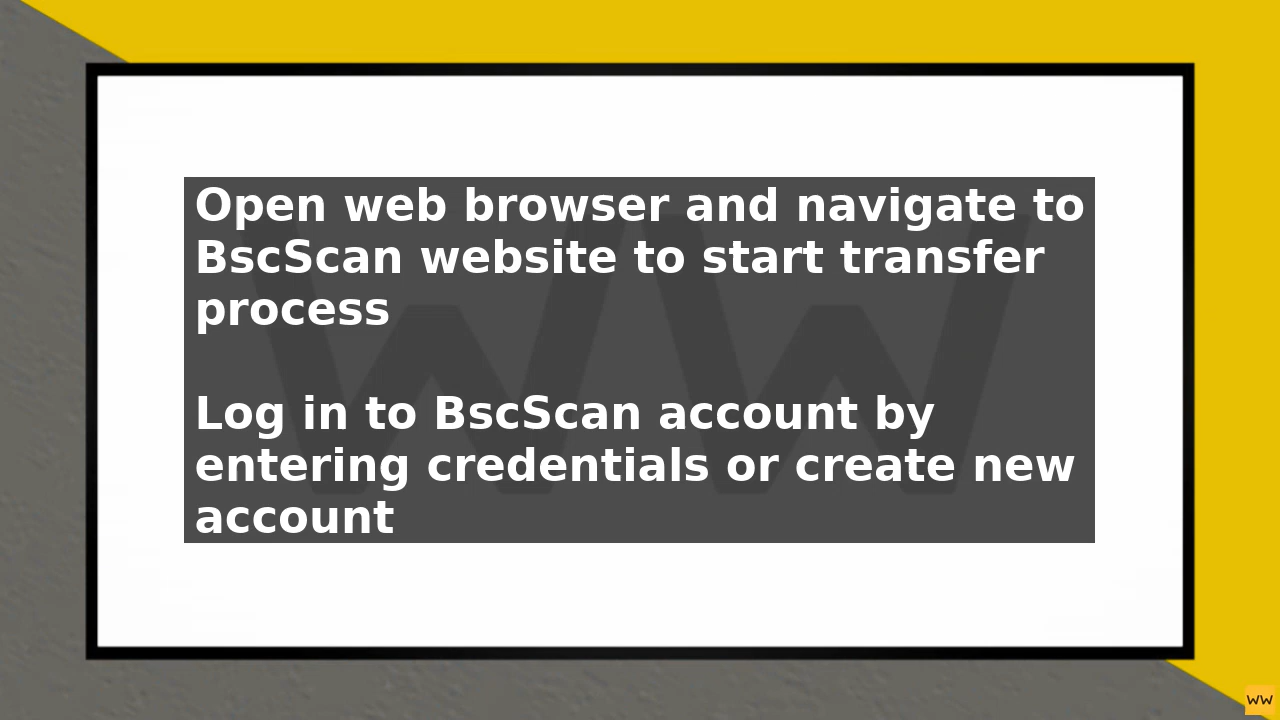 Open web browser and navigate to
BscScan website to start transfer
process
Log in to BscScan account by
entering credentials or create new
account
WW
WW